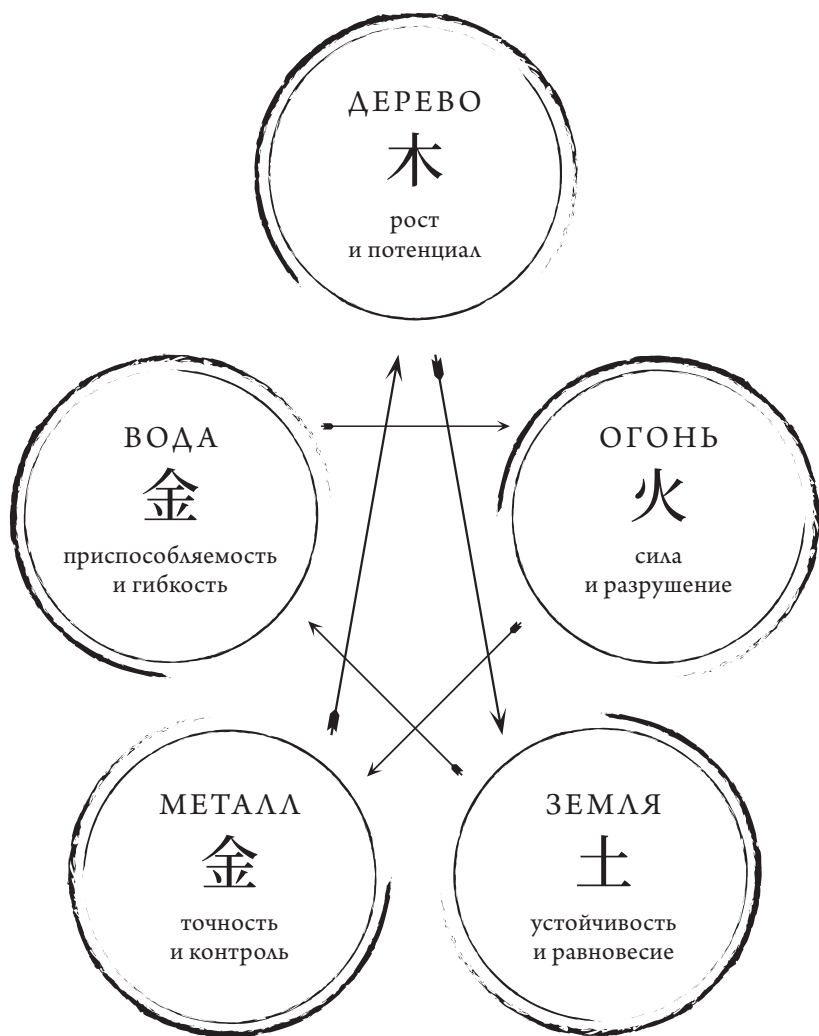 ДЕРЕВО
木
рост
и потенциал
ВОДА
金
приспособляемость
и гибкость
ОГОНЬ
火
сила
и разрушение
МЕТАЛЛ
金
точность
и контроль
ЗЕМЛЯ
土
устойчивость
и равновесие